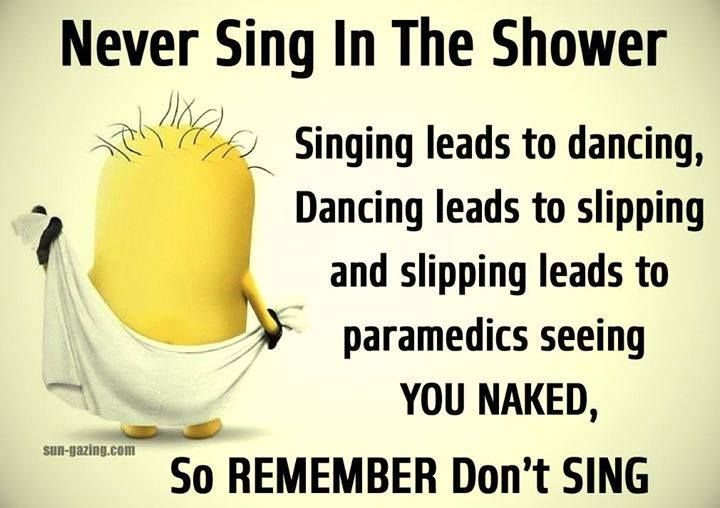 Never Sing In The Shower
Singing leads to dancing,
Dancing leads to slipping
and slipping leads to
paramedics seeing
YOU NAKED,
sun-gazing.com
So REMEMBER Don't SING